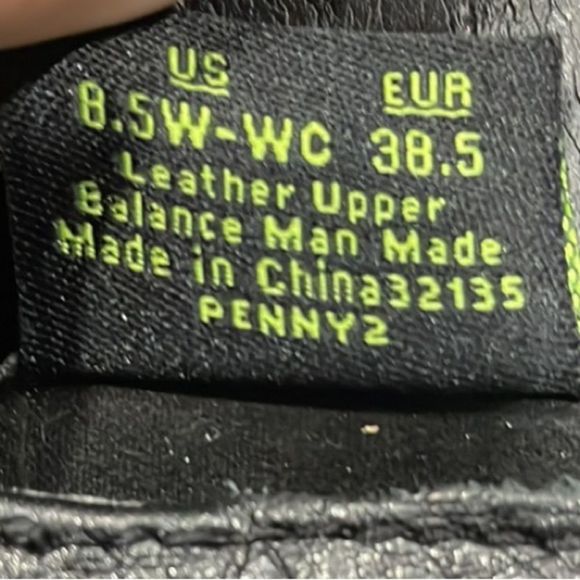 US EUR
8.5W-WC 38.5
Leather Upper
Balance Man Made
Made in China32135
PENNY2